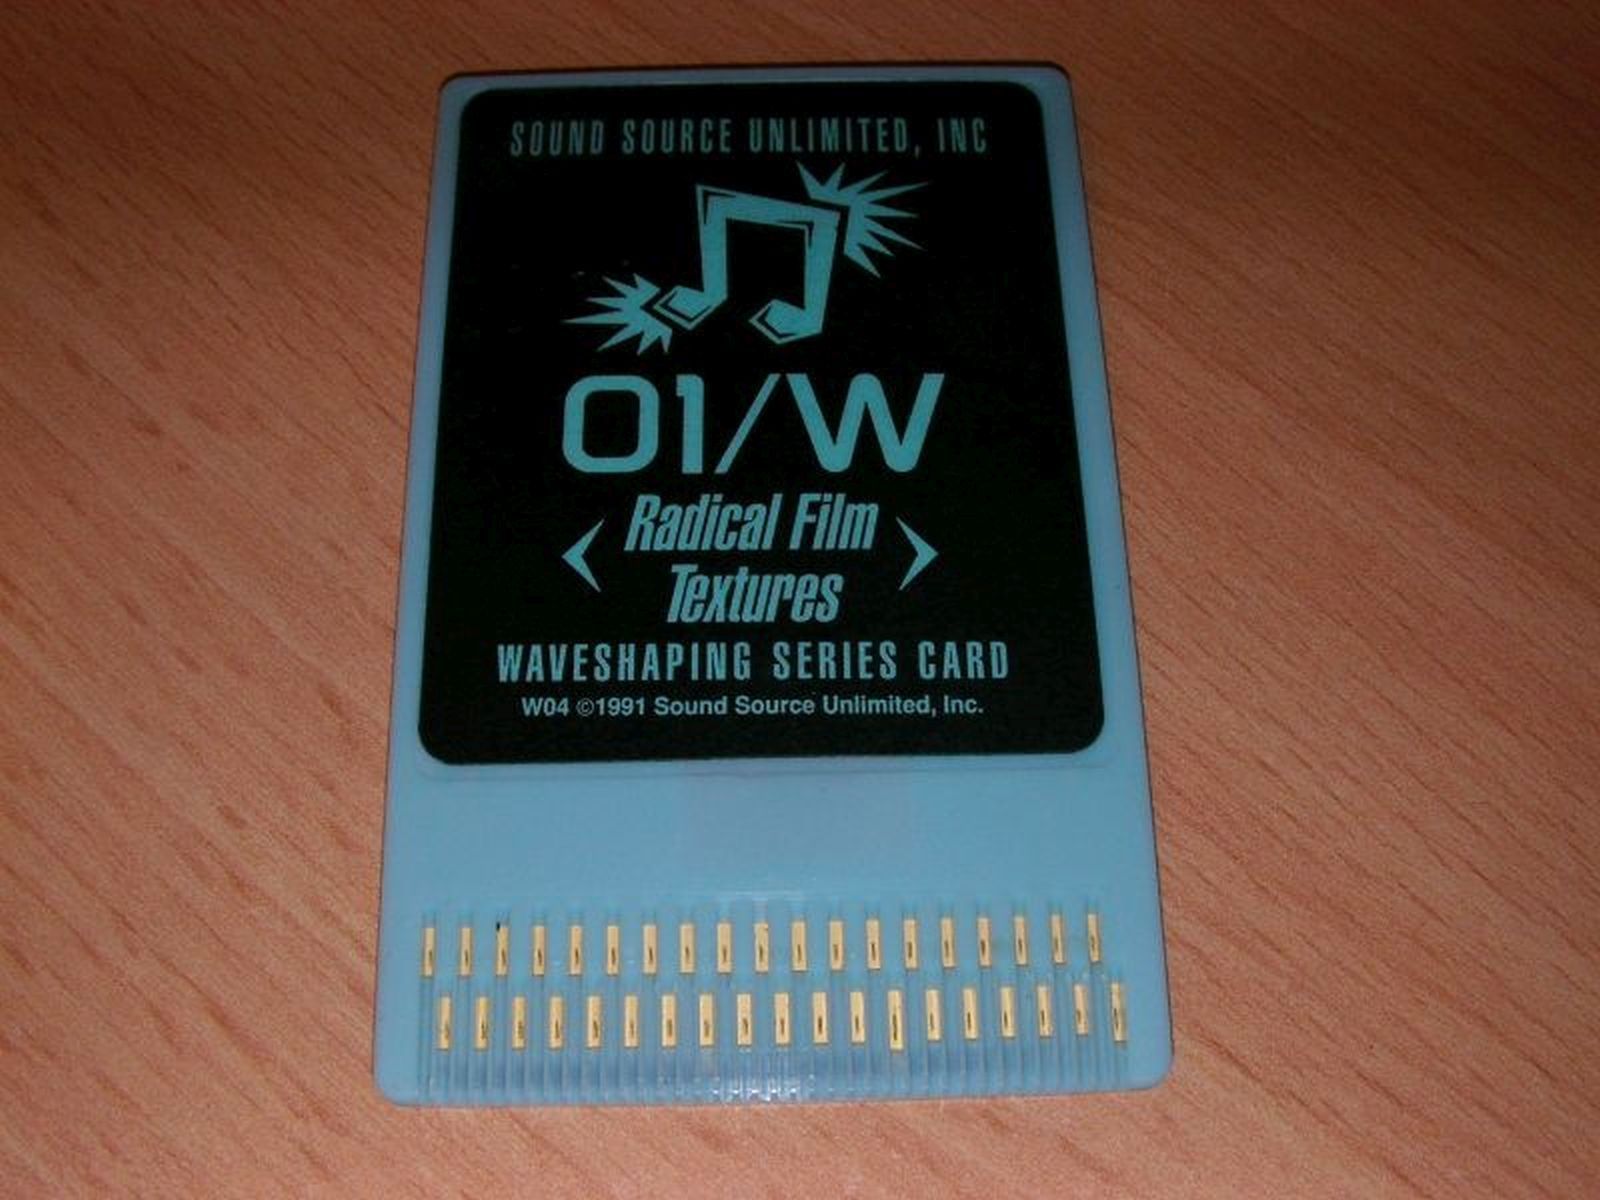 SOUND SOURCE UNLIMITED, INC
01/W
Radical Film
Textures
WAVESHAPING SERIES CARD
W04 ©1991 Sound Source Unlimited, Inc.